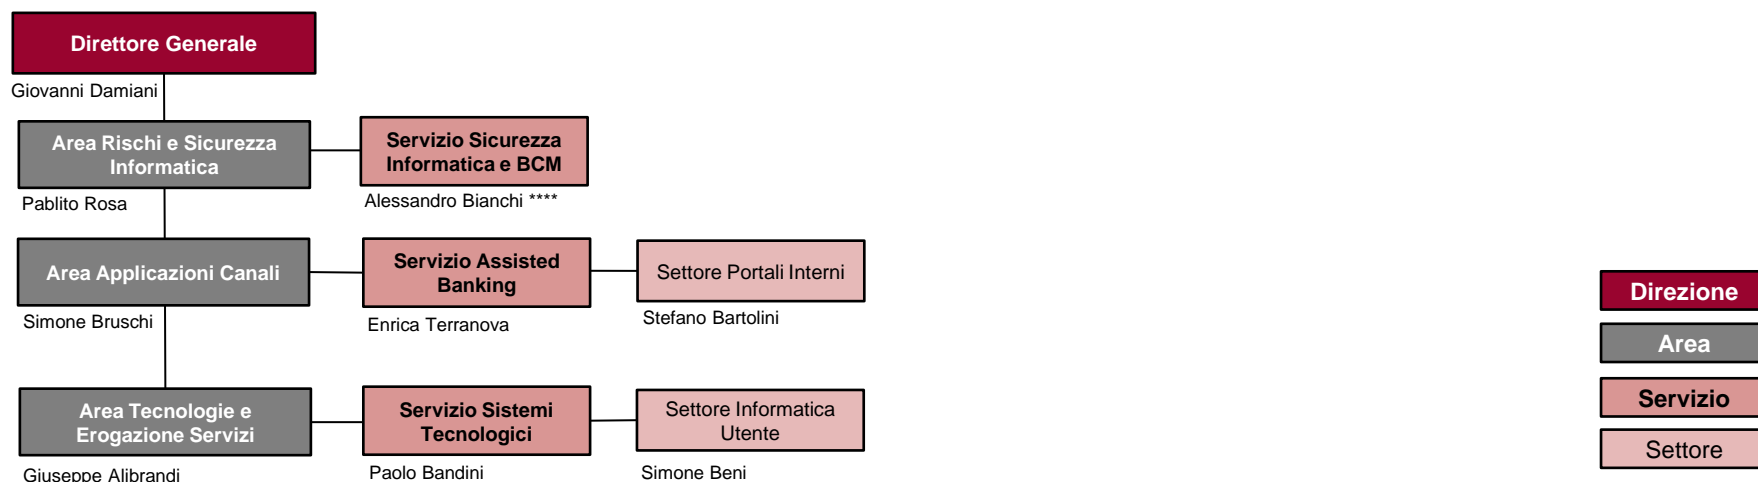 Direttore Generale
Giovanni Damiani
Area Rischi e Sicurezza
Informatica
Pablito Rosa
Servizio Sicurezza
Informatica e BCM
Alessandro Bianchi ****
Area Applicazioni Canali
Simone Bruschi
Servizio Assisted
Banking
Enrica Terranova
Settore Portali Interni
Stefano Bartolini
Area Tecnologie e
Erogazione Servizi
Giuseppe Alibrandi
Servizio Sistemi
Tecnologici
Paolo Bandini
Settore Informatica
Utente
Simone Beni
Direzione
Area
Servizio
Settore